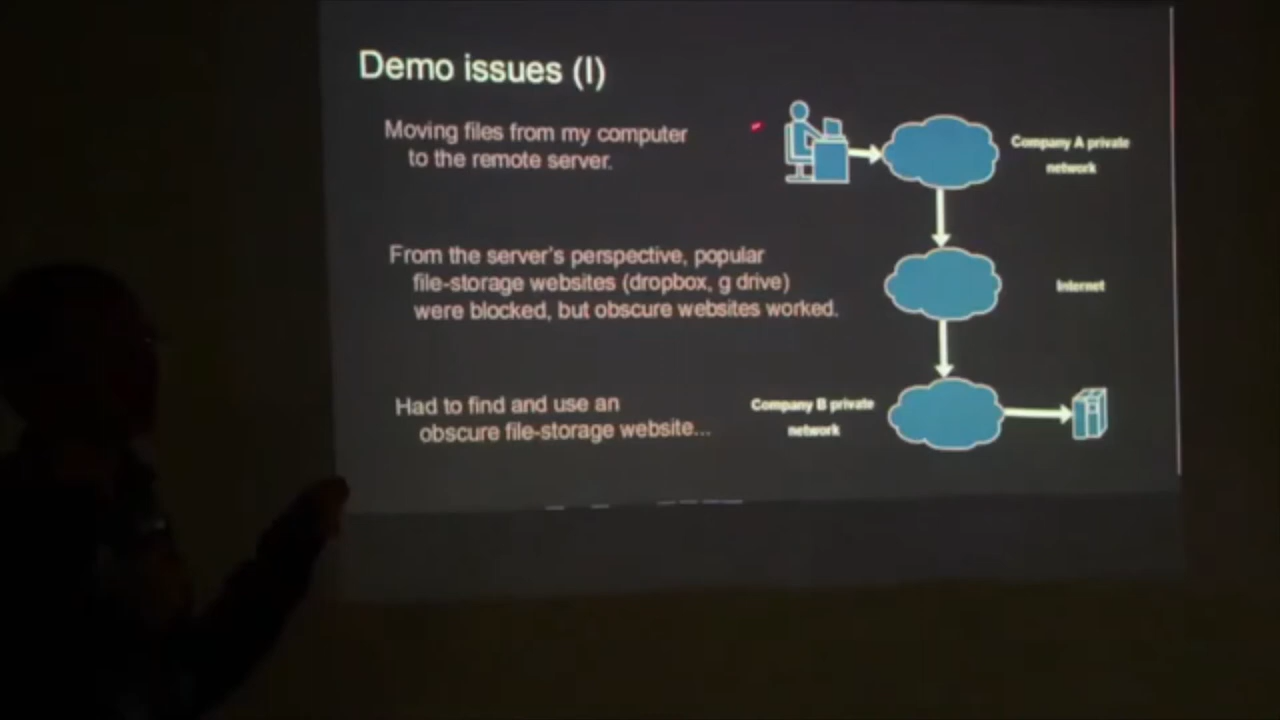 Demo issues (I)
Moving files from my computer
to the remote server.
Company A private
network
From the server's perspective, popular
file-storage websites (dropbox, g drive)
were blocked, but obscure websites worked.
Internet
Had to find and use an
obscure file-storage website...
Company B private
network